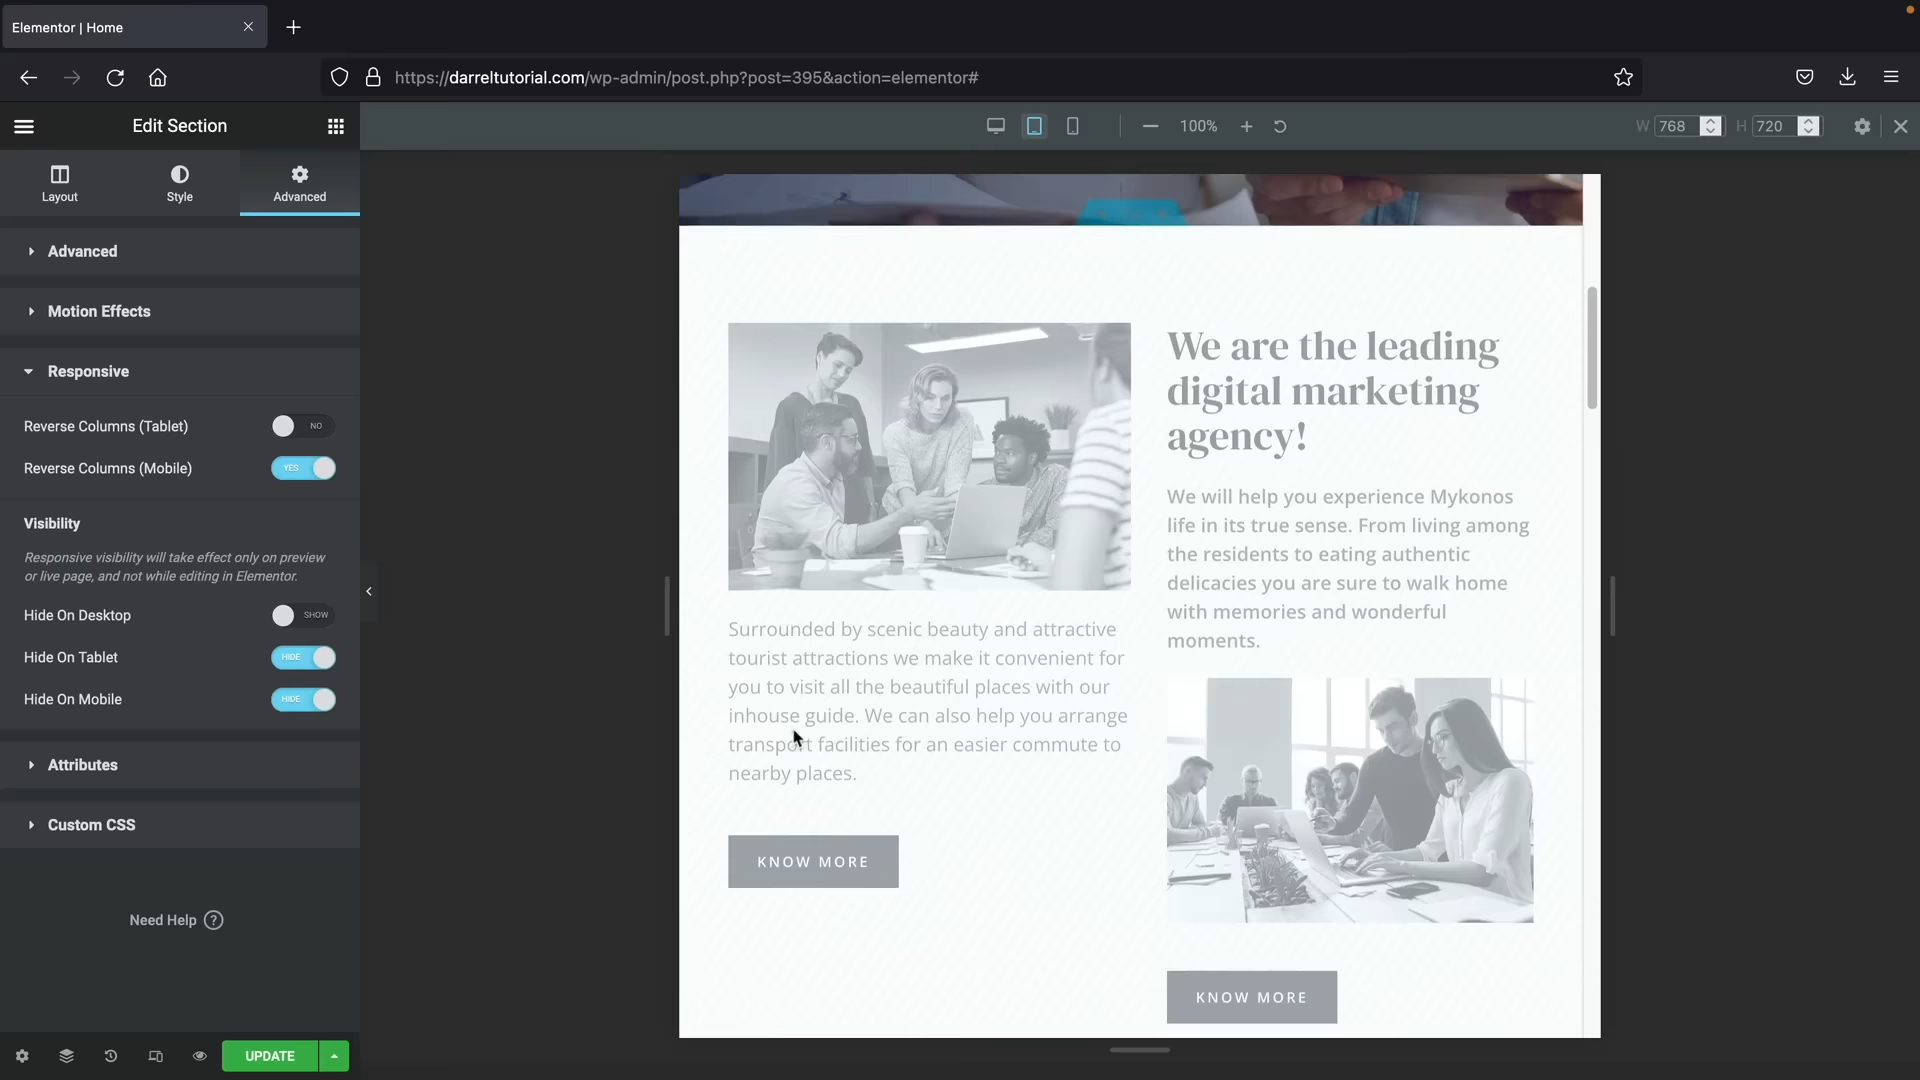 Elementor | Home
https://darreltutorial.com/wp-admin/post.php?post=395&action=elementor#
Edit Section
100%
W 768
H 720
Layout
Style
Advanced
Advanced
Motion Effects
Responsive
Reverse Columns (Tablet)
NO
Reverse Columns (Mobile)
YES
Visibility
Responsive visibility will take effect only on preview
or live page, and not while editing in Elementor.
Hide On Desktop
SHOW
Hide On Tablet
HIDE
Hide On Mobile
HIDE
Attributes
Custom CSS
Need Help ?
UPDATE
Surrounded by scenic beauty and attractive
tourist attractions we make it convenient for
you to visit all the beautiful places with our
inhouse guide. We can also help you arrange
transport facilities for an easier commute to
nearby places.
KNOW MORE
We are the leading
digital marketing
agency!
We will help you experience Mykonos
life in its true sense. From living among
the residents to eating authentic
delicacies you are sure to walk home
with memories and wonderful
moments.
KNOW MORE